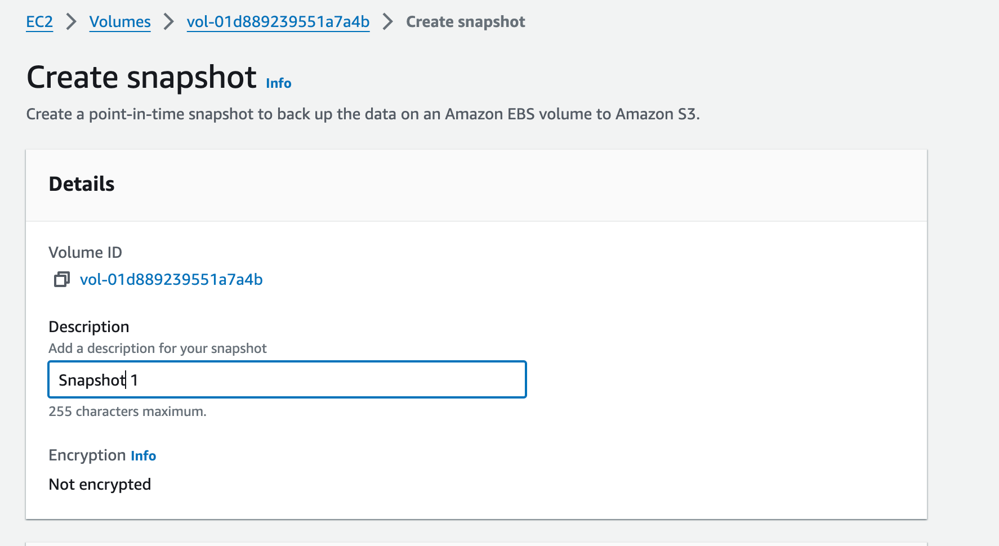 EC2 > Volumes > vol-01d889239551a7a4b > Create snapshot
Create snapshot Info
Create a point-in-time snapshot to back up the data on an Amazon EBS volume to Amazon S3.
Details
Volume ID
vol-01d889239551a7a4b
Description
Add a description for your snapshot
Snapshot 1
255 characters maximum.
Encryption Info
Not encrypted